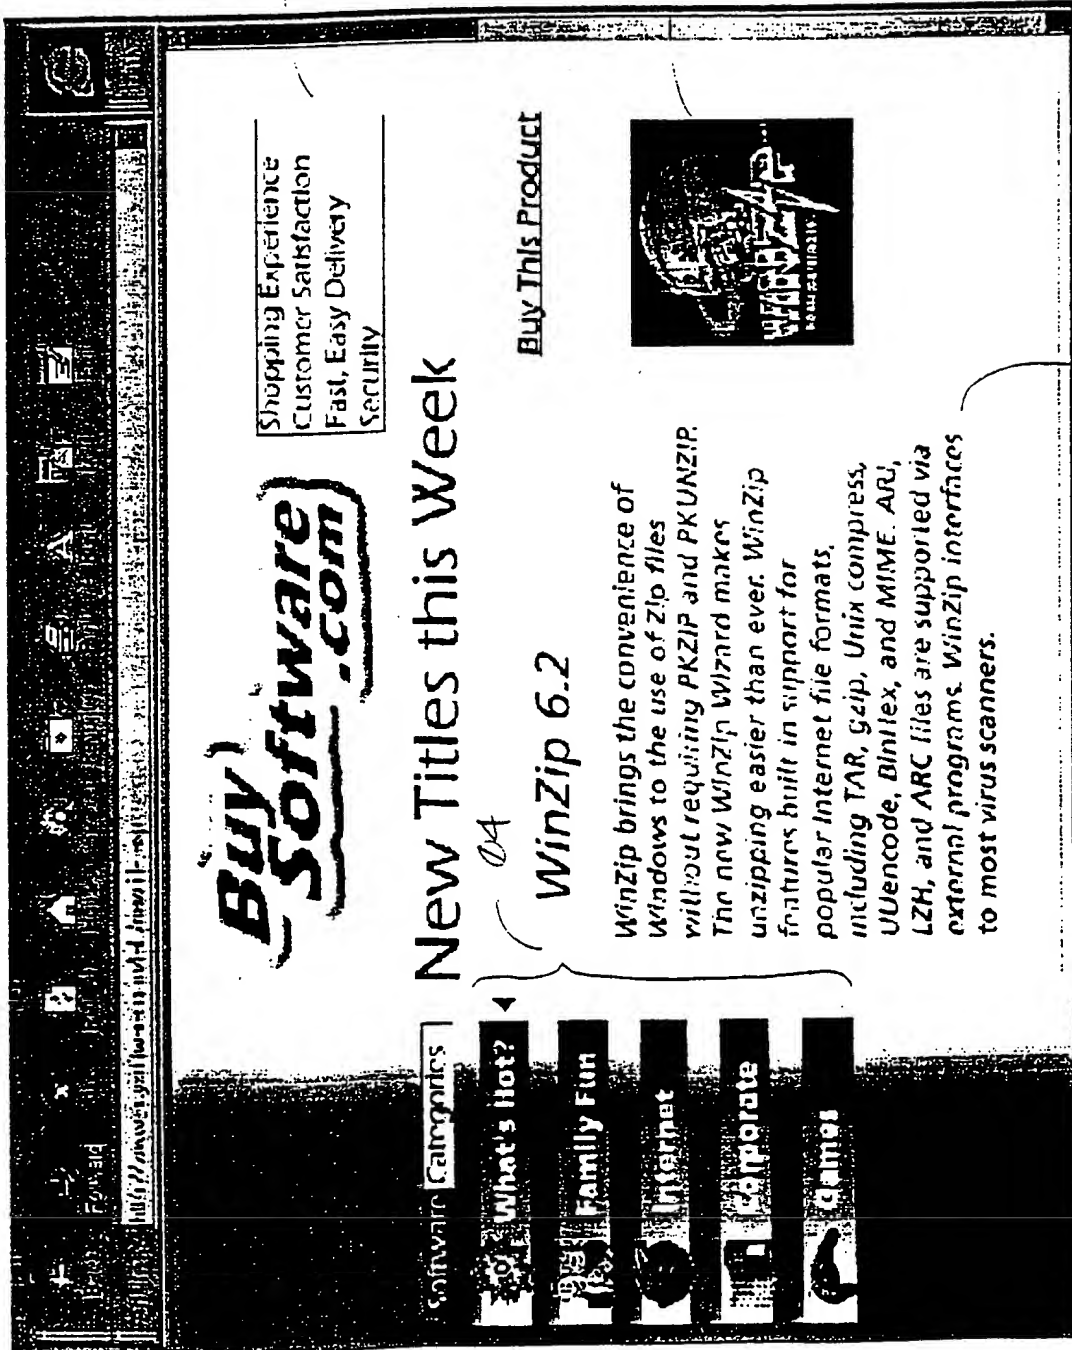 Buy
Software
.com
Shopping Experience
Customer Satisfaction
Fast, Easy Delivery
Security
Software Categories
What's Hot?
Family Fun
Internet
Corporate
Games
New Titles this Week
04
WinZip 6.2
Buy This Product
WinZip brings the convenience of
Windows to the use of Zip files
without requiring PKZIP and PKUNZIP.
The new WinZip Wizard makes
unzipping easier than ever. WinZip
features built in support for
popular Internet file formats,
including TAR, gzip, Unix compress,
UUencode, BinHex, and MIME. ARJ,
LZH, and ARC files are supported via
external programs. WinZip interfaces
to most virus scanners.